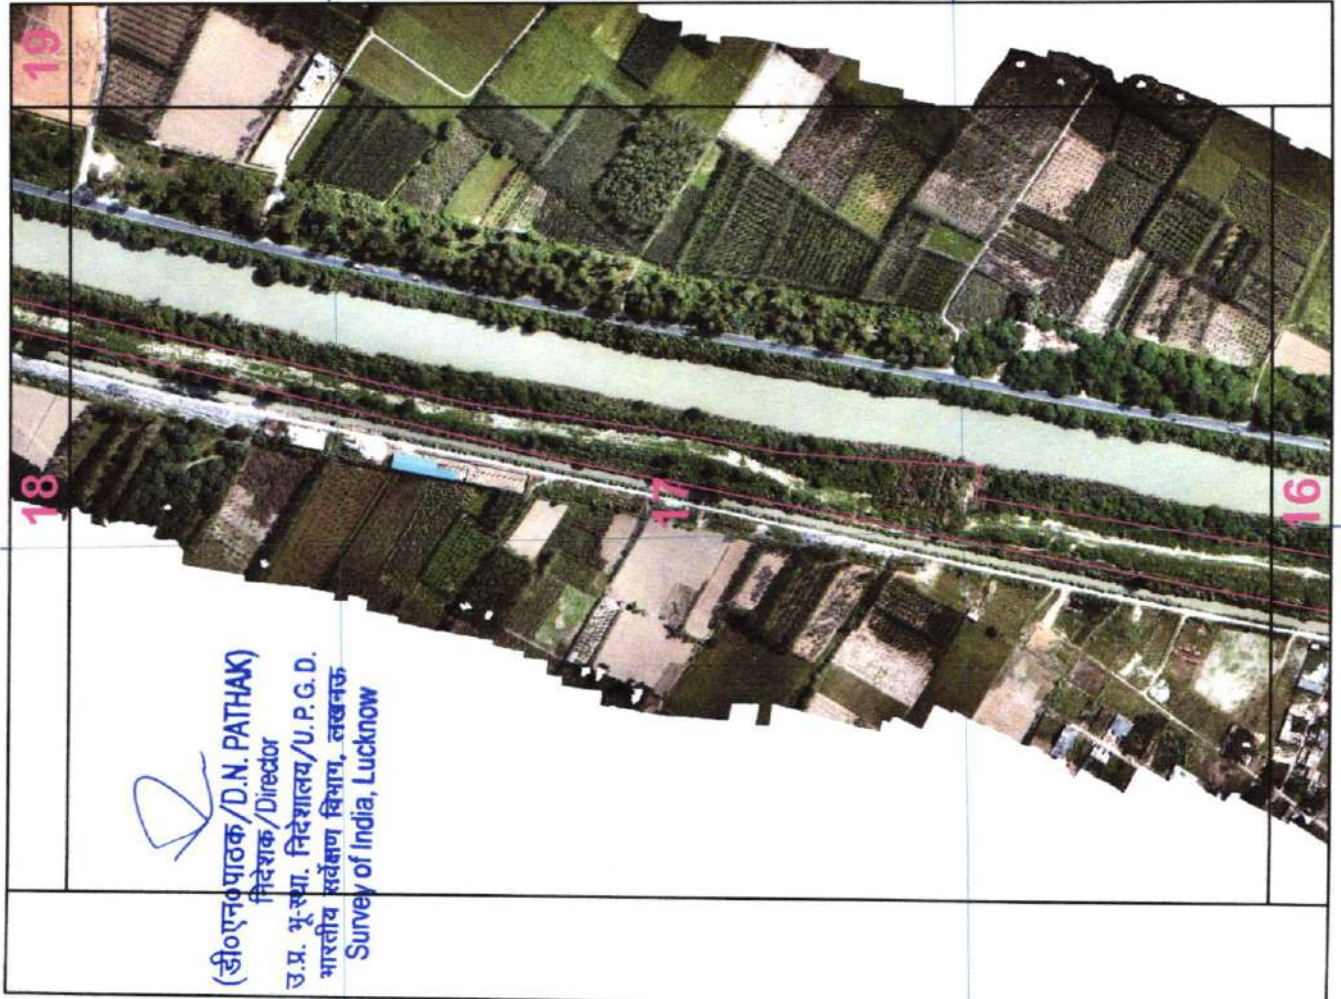 19
18
17
16
(डी०एन०पाठक/D.N. PATHAK)
निदेशक/Director
उ.प्र. भू-स्था. निदेशालय/U.P.G.D.
भारतीय सर्वेक्षण विभाग, लखनऊ
Survey of India, Lucknow